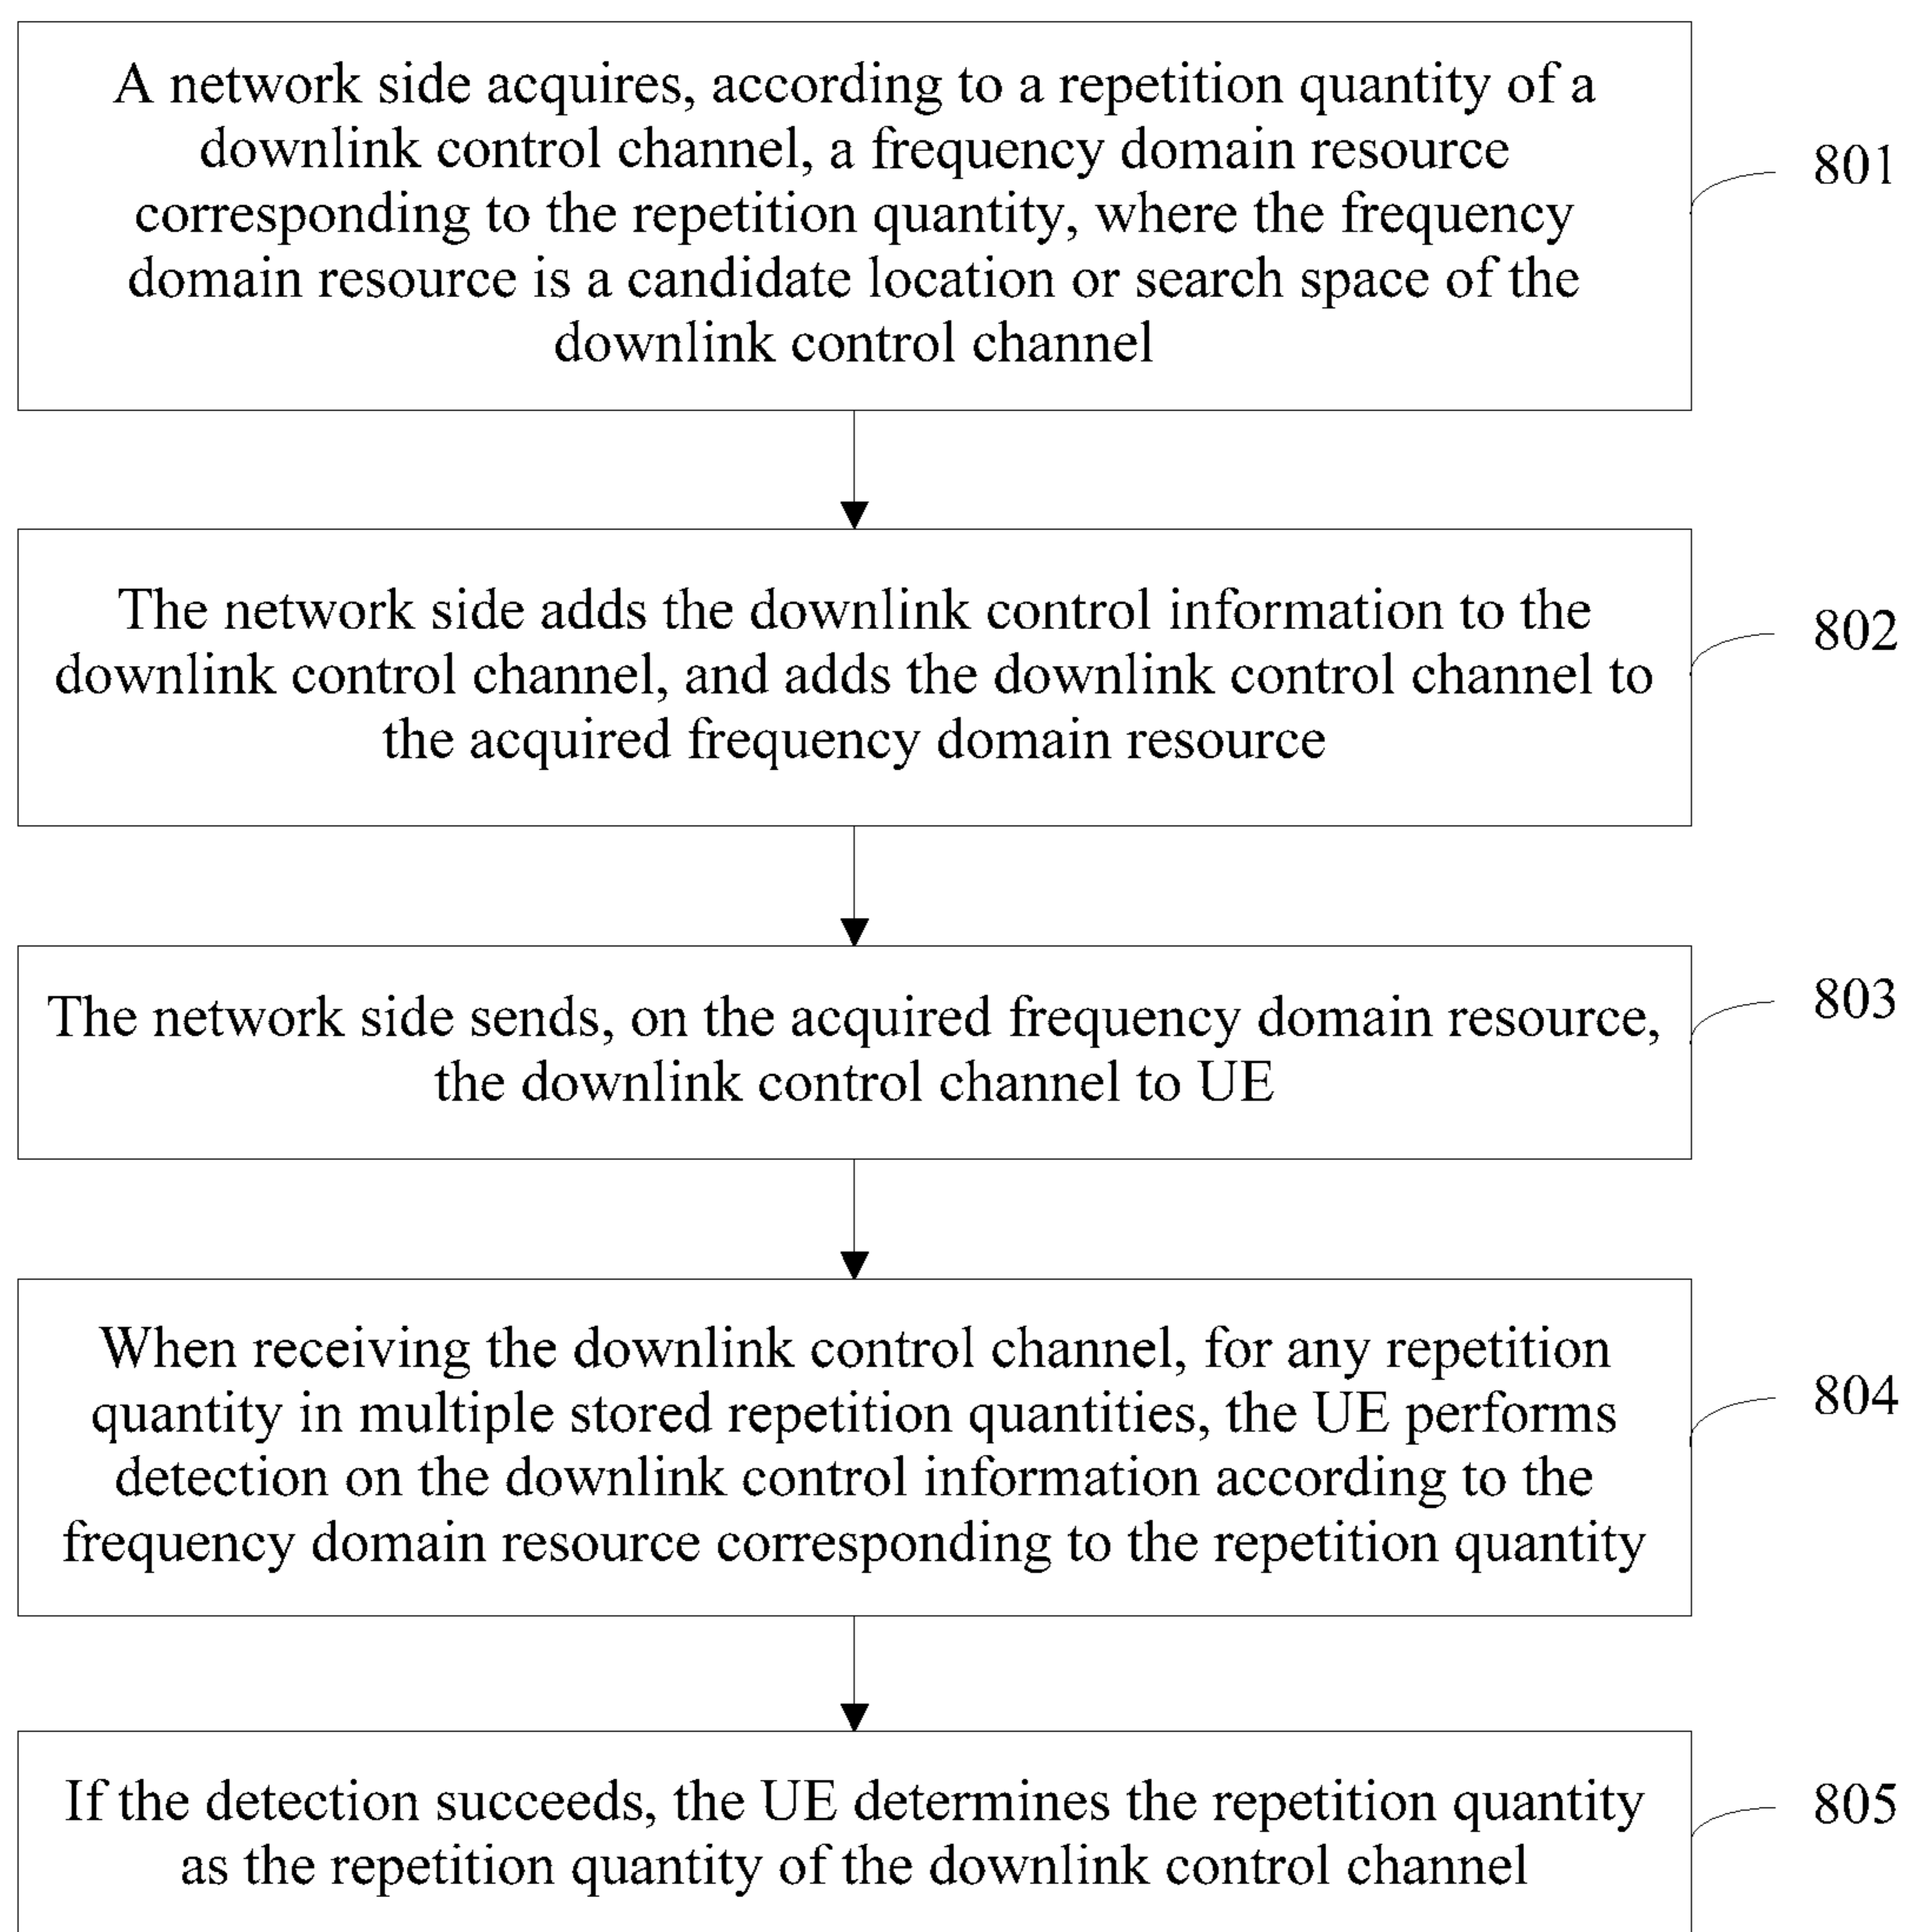 A network side acquires, according to a repetition quantity of a
downlink control channel, a frequency domain resource
corresponding to the repetition quantity, where the frequency
domain resource is a candidate location or search space of the
downlink control channel
801
The network side adds the downlink control information to the
downlink control channel, and adds the downlink control channel to
the acquired frequency domain resource
802
The network side sends, on the acquired frequency domain resource,
the downlink control channel to UE
803
When receiving the downlink control channel, for any repetition
quantity in multiple stored repetition quantities, the UE performs
detection on the downlink control information according to the
frequency domain resource corresponding to the repetition quantity
804
If the detection succeeds, the UE determines the repetition quantity
as the repetition quantity of the downlink control channel
805